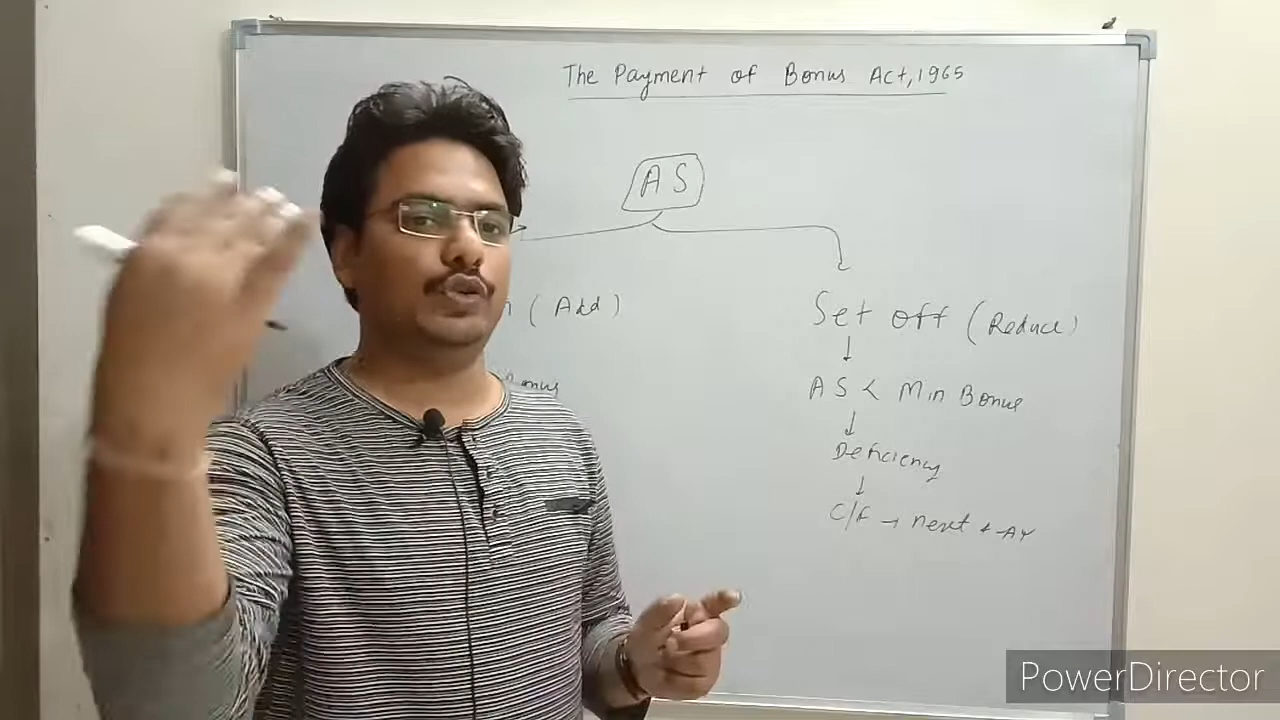 The Payment of Bonus Act, 1965
AS
n ( Add )
Set off (Reduce)
Bonus
AS < Min Bonus
Deficiency
C/f → next 4 AY
PowerDirector